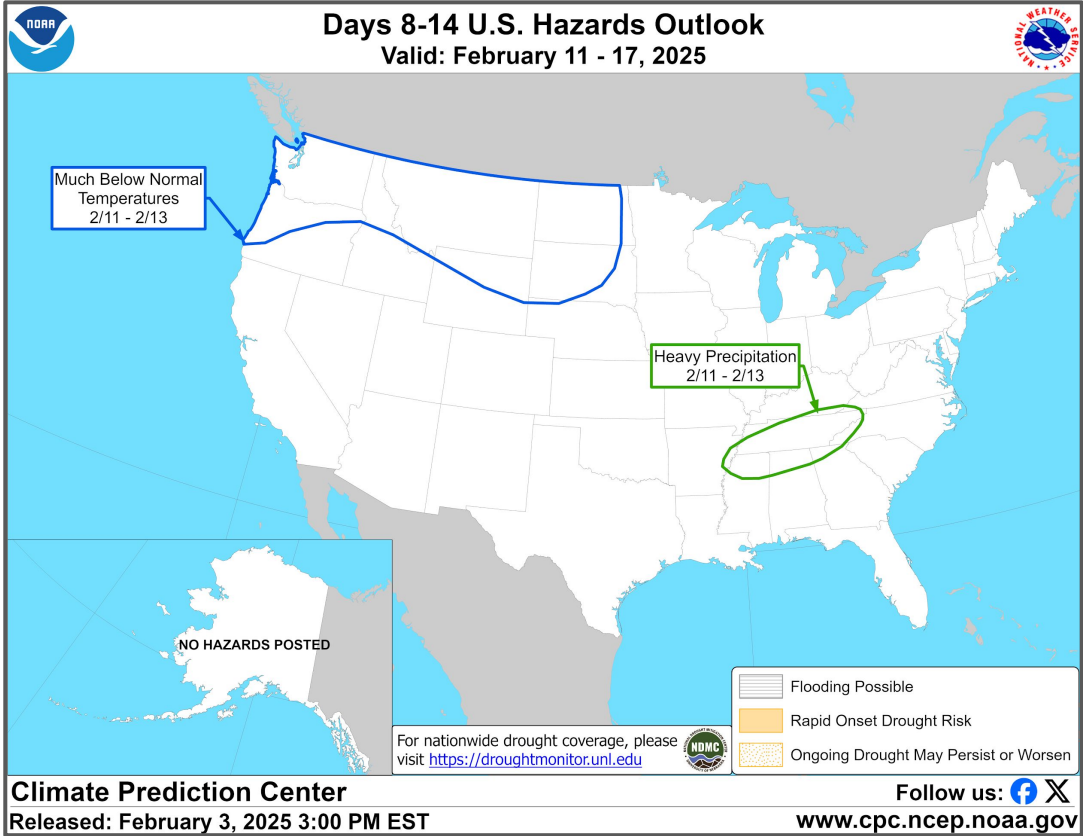 NOAA
Days 8-14 U.S. Hazards Outlook
Valid: February 11 - 17, 2025
NATIONAL WEATHER SERVICE
Much Below Normal
Temperatures
2/11 - 2/13
Heavy Precipitation
2/11 - 2/13
NO HAZARDS POSTED
Flooding Possible
Rapid Onset Drought Risk
Ongoing Drought May Persist or Worsen
For nationwide drought coverage, please
visit https://droughtmonitor.unl.edu
NDMC
Climate Prediction Center
Released: February 3, 2025 3:00 PM EST
Follow us:
www.cpc.ncep.noaa.gov